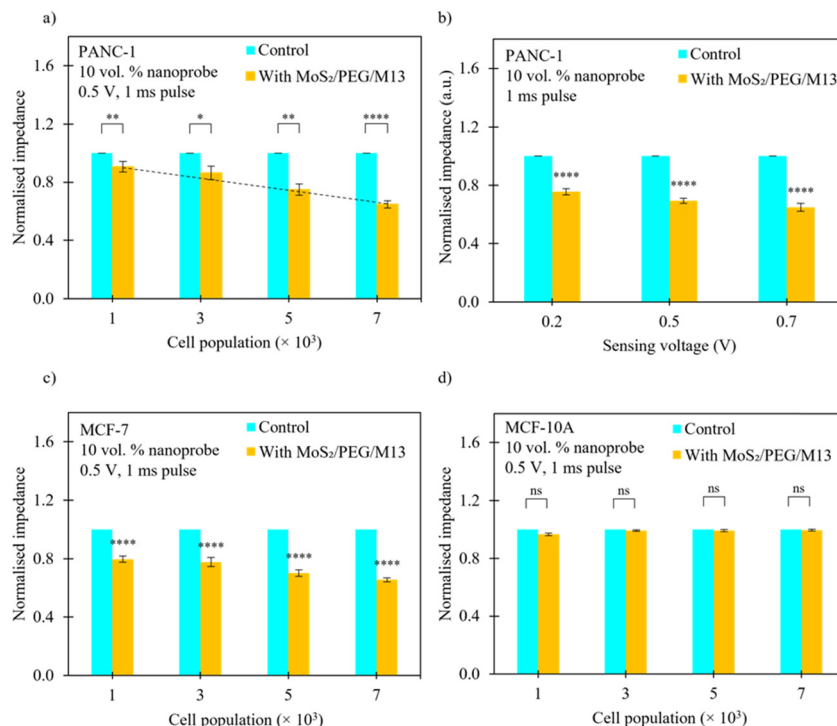 a)
PANC-1
10 vol. % nanoprobe
0.5 V, 1 ms pulse
Control
With MoS₂/PEG/M13
Normalised impedance
1.6
1.2
0.8
0.4
0.0
** * ** ****
1 3 5 7
Cell population (× 10³)
b)
PANC-1
10 vol. % nanoprobe
1 ms pulse
Control
With MoS₂/PEG/M13
Normalised impedance (a.u.)
1.6
1.2
0.8
0.4
0.0
**** **** ****
0.2 0.5 0.7
Sensing voltage (V)
c)
MCF-7
10 vol. % nanoprobe
0.5 V, 1 ms pulse
Control
With MoS₂/PEG/M13
Normalised impedance
1.6
1.2
0.8
0.4
0.0
**** **** **** ****
1 3 5 7
Cell population (× 10³)
d)
MCF-10A
10 vol. % nanoprobe
0.5 V, 1 ms pulse
Control
With MoS₂/PEG/M13
Normalised impedance
1.6
1.2
0.8
0.4
0.0
ns ns ns ns
1 3 5 7
Cell population (× 10³)